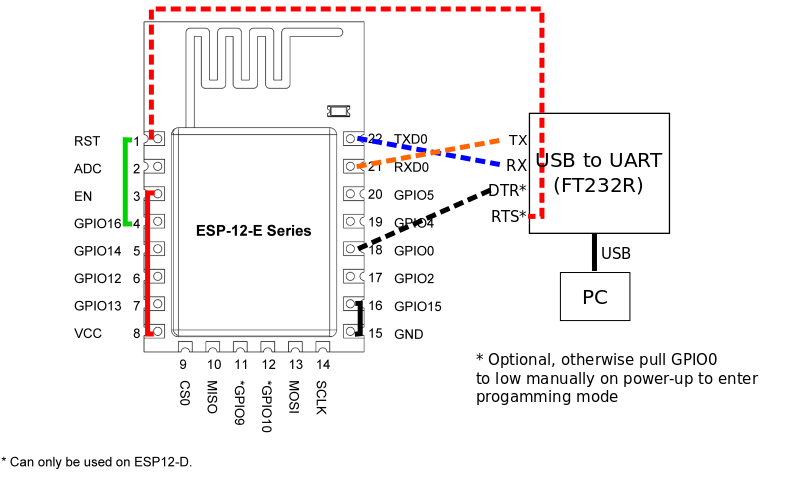 RST 1
ADC 2
EN 3
GPIO16 4
GPIO14 5
GPIO12 6
GPIO13 7
VCC 8
ESP-12-E Series
22 TXD0
21 RXD0
20 GPIO5
19 GPIO4
18 GPIO0
17 GPIO2
16 GPIO15
15 GND
9 10 11 12 13 14
CS0
MISO
*GPIO9
*GPIO10
MOSI
SCLK
TX
RX
DTR*
RTS*
USB to UART
(FT232R)
USB
PC
* Optional, otherwise pull GPIO0
to low manually on power-up to enter
progamming mode
* Can only be used on ESP12-D.